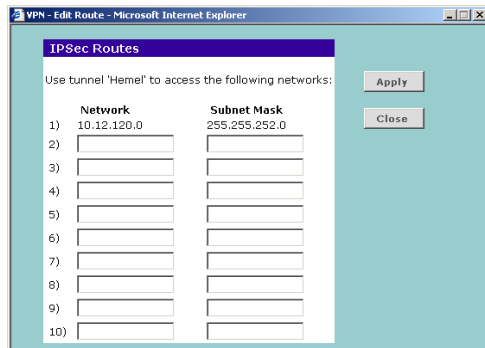 VPN - Edit Route - Microsoft Internet Explorer
IPSec Routes
Use tunnel 'Hemel' to access the following networks:
Apply
Network Subnet Mask
Close
1) 10.12.120.0 255.255.252.0
2)
3)
4)
5)
6)
7)
8)
9)
10)